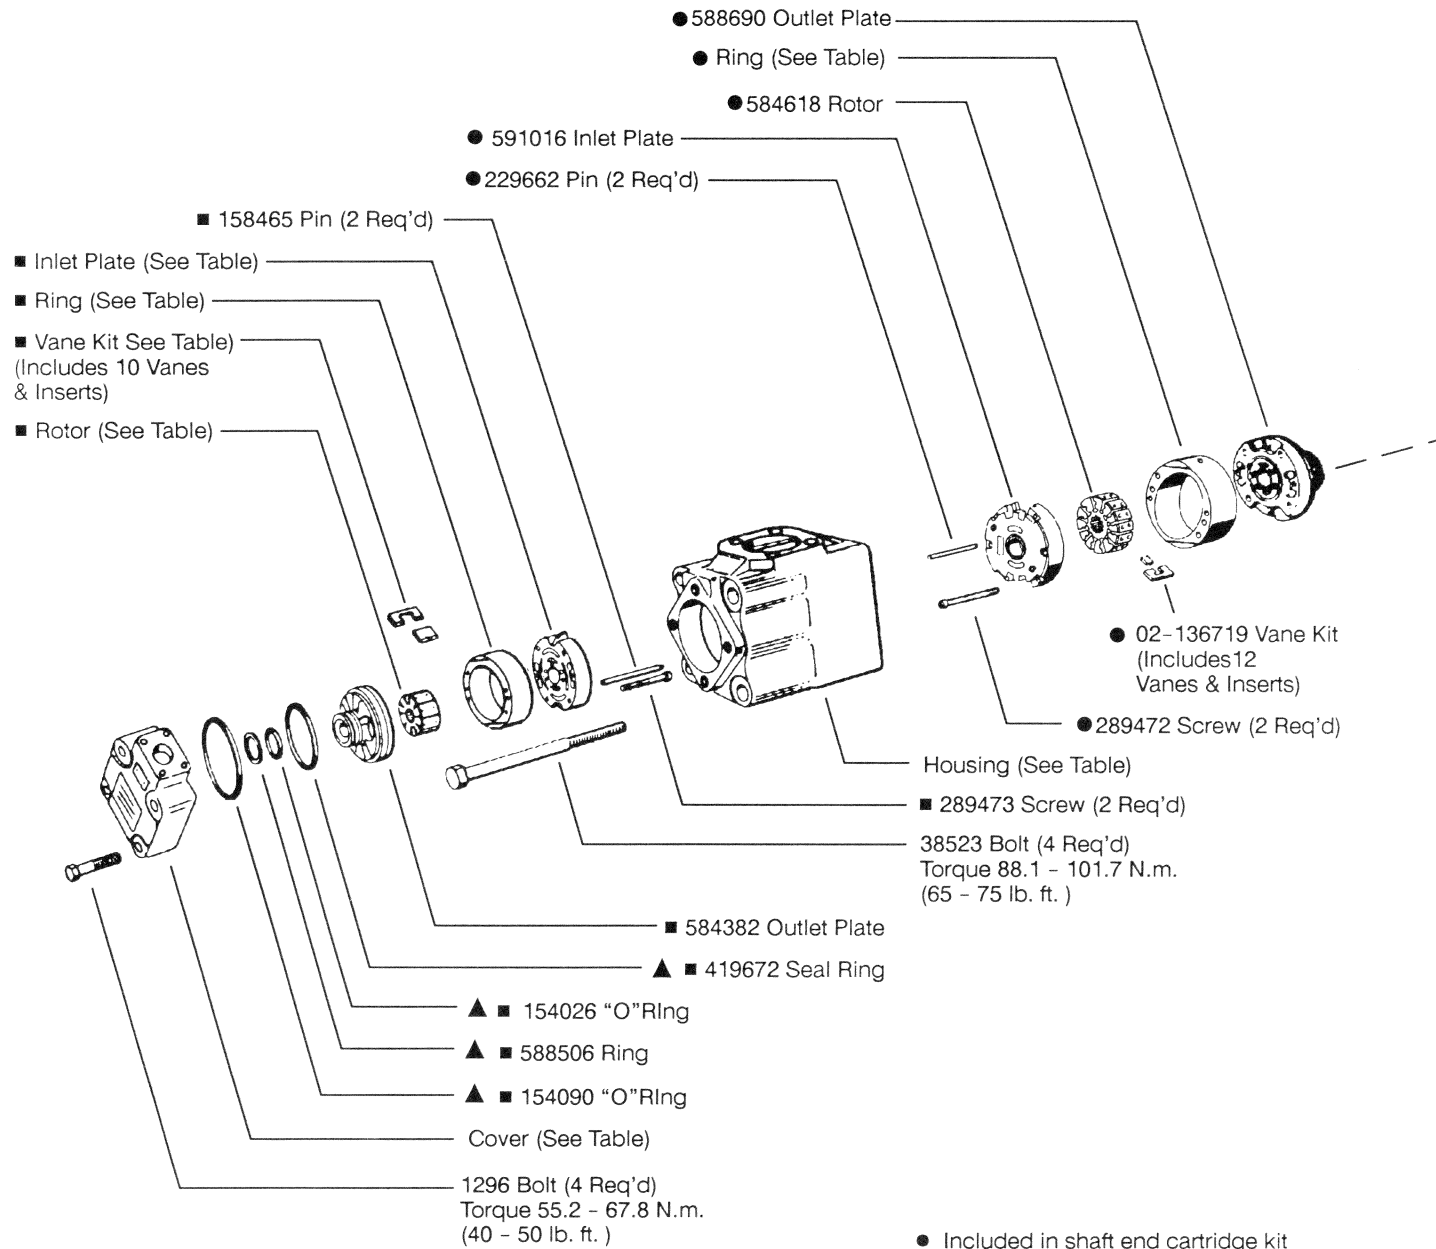 ● 588690 Outlet Plate
● Ring (See Table)
● 584618 Rotor
● 591016 Inlet Plate
● 229662 Pin (2 Req'd)
■ 158465 Pin (2 Req'd)
■ Inlet Plate (See Table)
■ Ring (See Table)
■ Vane Kit See Table)
(Includes 10 Vanes
& Inserts)
■ Rotor (See Table)
● 02-136719 Vane Kit
(Includes12
Vanes & Inserts)
● 289472 Screw (2 Req'd)
Housing (See Table)
■ 289473 Screw (2 Req'd)
38523 Bolt (4 Req'd)
Torque 88.1 - 101.7 N.m.
(65 - 75 lb. ft. )
■ 584382 Outlet Plate
▲ ■ 419672 Seal Ring
▲ ■ 154026 “O”RIng
▲ ■ 588506 Ring
▲ ■ 154090 “O”RIng
Cover (See Table)
1296 Bolt (4 Req'd)
Torque 55.2 - 67.8 N.m.
(40 - 50 lb. ft. )
● Included in shaft end cartridge kit